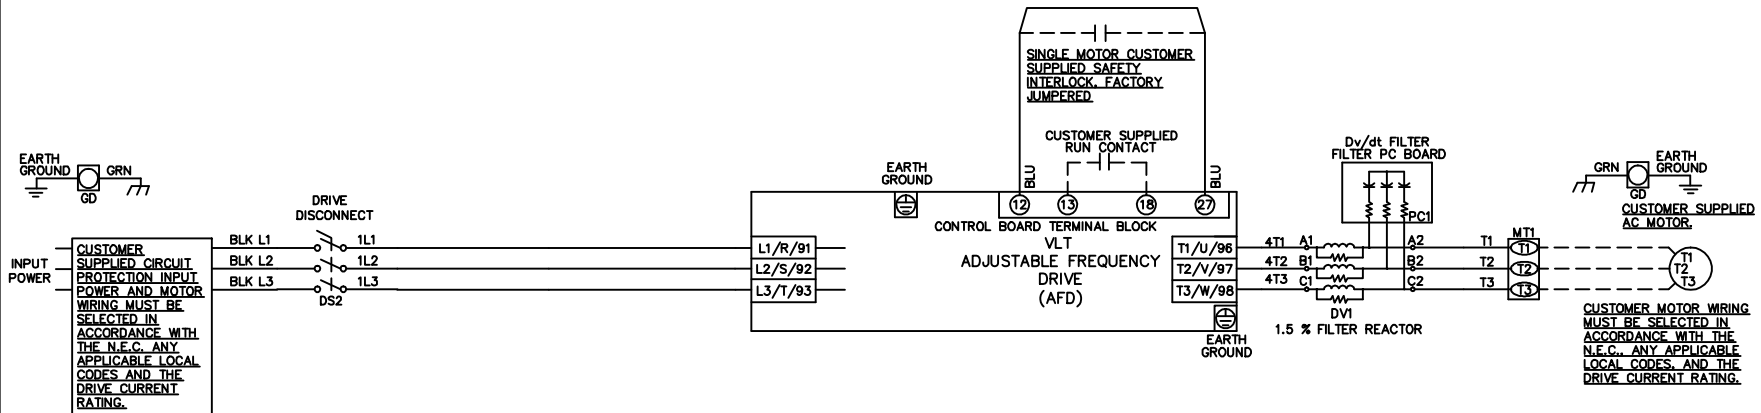 SINGLE MOTOR CUSTOMER
SUPPLIED SAFETY
INTERLOCK, FACTORY
JUMPERED
CUSTOMER SUPPLIED
RUN CONTACT
BLU
BLU
EARTH
GROUND
GRN
GD
DRIVE
DISCONNECT
INPUT
POWER
CUSTOMER
SUPPLIED CIRCUIT
PROTECTION INPUT
POWER AND MOTOR
WIRING MUST BE
SELECTED IN
ACCORDANCE WITH
THE N.E.C. ANY
APPLICABLE LOCAL
CODES AND THE
DRIVE CURRENT
RATING.
BLK L1
BLK L2
BLK L3
1L1
1L2
1L3
DS2
EARTH
GROUND
12
13
18
27
CONTROL BOARD TERMINAL BLOCK
VLT
ADJUSTABLE FREQUENCY
DRIVE
(AFD)
L1/R/91
L2/S/92
L3/T/93
T1/U/96
T2/V/97
T3/W/98
EARTH
GROUND
4T1
4T2
4T3
A1
B1
C1
DV1
1.5 % FILTER REACTOR
Dv/dt FILTER
FILTER PC BOARD
PC1
A2
B2
C2
T1
T2
T3
MT1
T1
T2
T3
GRN
GD
EARTH
GROUND
CUSTOMER SUPPLIED
AC MOTOR.
T1
T2
T3
CUSTOMER MOTOR WIRING
MUST BE SELECTED IN
ACCORDANCE WITH THE
N.E.C., ANY APPLICABLE
LOCAL CODES, AND THE
DRIVE CURRENT RATING.